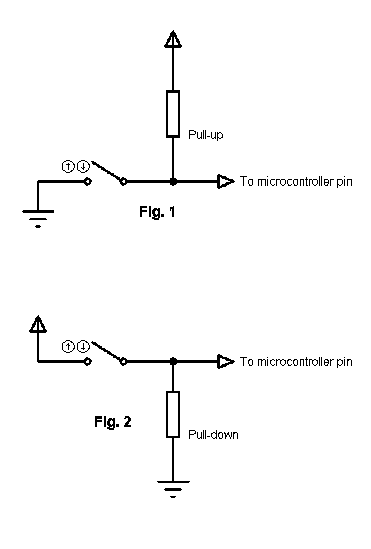 Pull-up
To microcontroller pin
Fig. 1
To microcontroller pin
Fig. 2
Pull-down